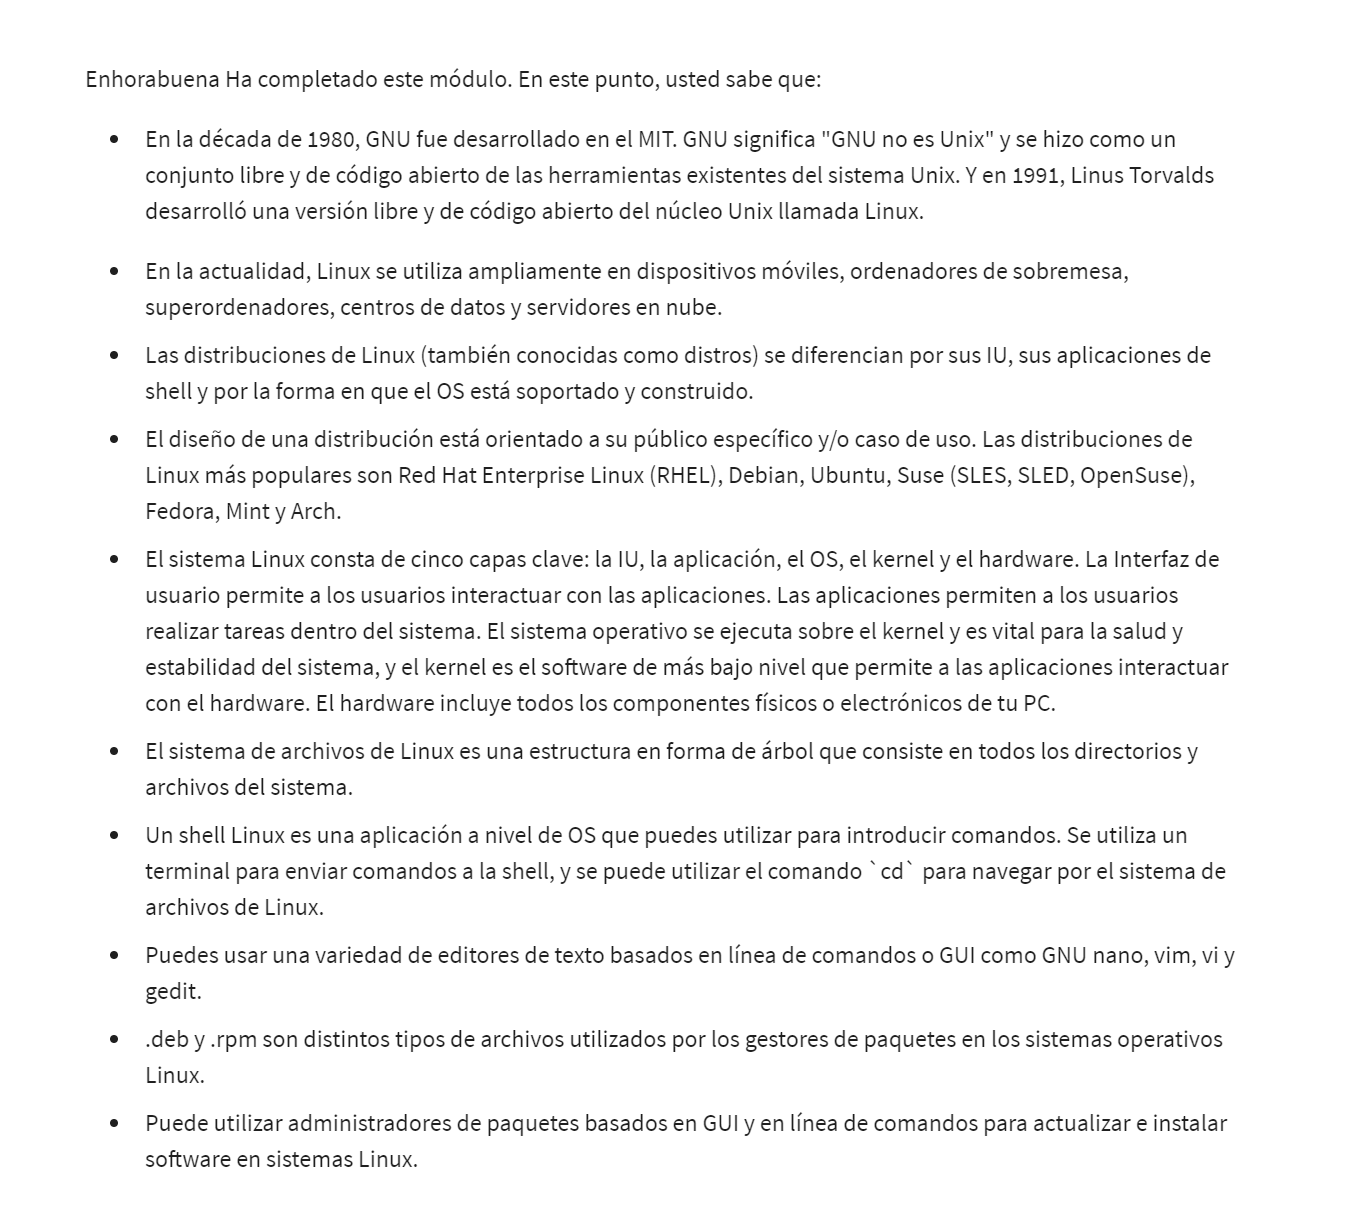 Enhorabuena Ha completado este módulo. En este punto, usted sabe que:
• En la década de 1980, GNU fue desarrollado en el MIT. GNU significa "GNU no es Unix" y se hizo como un
conjunto libre y de código abierto de las herramientas existentes del sistema Unix. Y en 1991, Linus Torvalds
desarrolló una versión libre y de código abierto del núcleo Unix llamada Linux.
• En la actualidad, Linux se utiliza ampliamente en dispositivos móviles, ordenadores de sobremesa,
superordenadores, centros de datos y servidores en nube.
• Las distribuciones de Linux (también conocidas como distros) se diferencian por sus IU, sus aplicaciones de
shell y por la forma en que el OS está soportado y construido.
• El diseño de una distribución está orientado a su público específico y/o caso de uso. Las distribuciones de
Linux más populares son Red Hat Enterprise Linux (RHEL), Debian, Ubuntu, Suse (SLES, SLED, OpenSuse),
Fedora, Mint y Arch.
• El sistema Linux consta de cinco capas clave: la IU, la aplicación, el OS, el kernel y el hardware. La Interfaz de
usuario permite a los usuarios interactuar con las aplicaciones. Las aplicaciones permiten a los usuarios
realizar tareas dentro del sistema. El sistema operativo se ejecuta sobre el kernel y es vital para la salud y
estabilidad del sistema, y el kernel es el software de más bajo nivel que permite a las aplicaciones interactuar
con el hardware. El hardware incluye todos los componentes físicos o electrónicos de tu PC.
• El sistema de archivos de Linux es una estructura en forma de árbol que consiste en todos los directorios y
archivos del sistema.
• Un shell Linux es una aplicación a nivel de OS que puedes utilizar para introducir comandos. Se utiliza un
terminal para enviar comandos a la shell, y se puede utilizar el comando `cd` para navegar por el sistema de
archivos de Linux.
• Puedes usar una variedad de editores de texto basados en línea de comandos o GUI como GNU nano, vim, vi y
gedit.
• .deb y .rpm son distintos tipos de archivos utilizados por los gestores de paquetes en los sistemas operativos
Linux.
• Puede utilizar administradores de paquetes basados en GUI y en línea de comandos para actualizar e instalar
software en sistemas Linux.